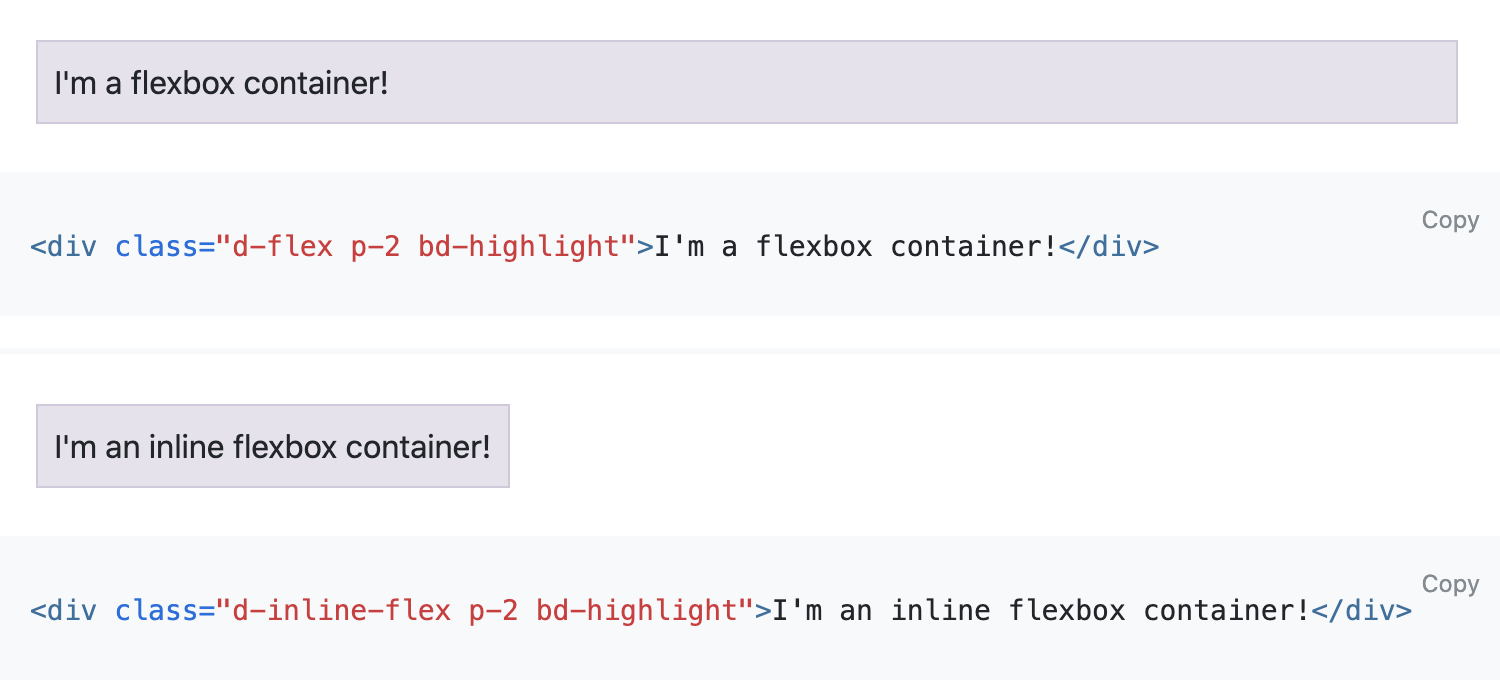 I'm a flexbox container!
Copy
<div class="d-flex p-2 bd-highlight">I'm a flexbox container!</div>
I'm an inline flexbox container!
Copy
<div class="d-inline-flex p-2 bd-highlight">I'm an inline flexbox container!</div>